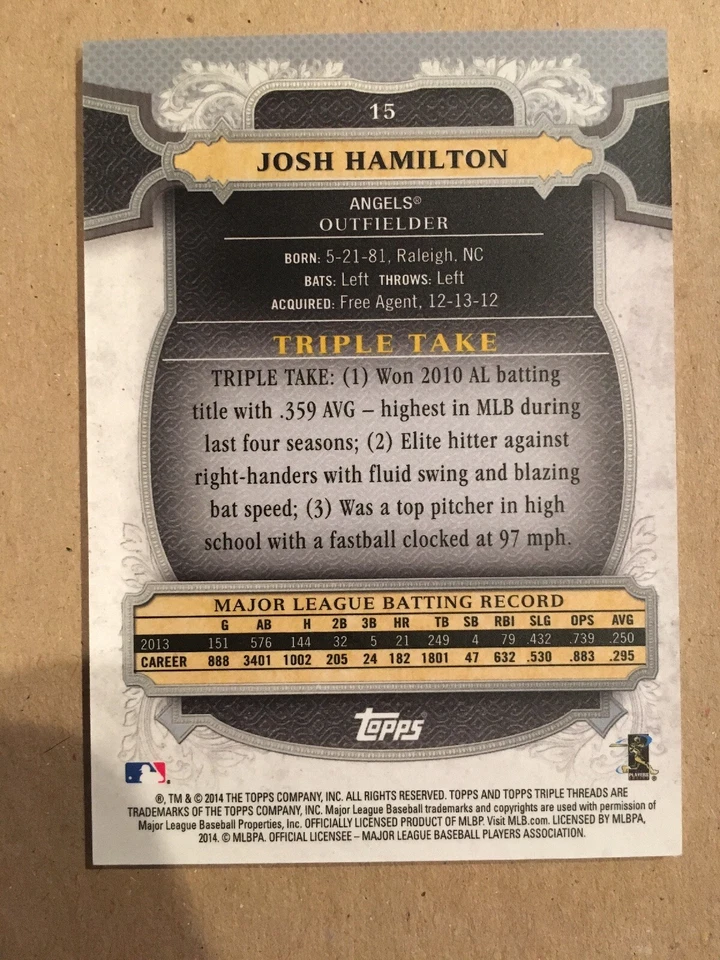 15
JOSH HAMILTON
ANGELS®
OUTFIELDER
BORN: 5-21-81, Raleigh, NC
BATS: Left THROWS: Left
ACQUIRED: Free Agent, 12-13-12
TRIPLE TAKE
TRIPLE TAKE: (1) Won 2010 AL batting
title with .359 AVG – highest in MLB during
last four seasons; (2) Elite hitter against
right-handers with fluid swing and blazing
bat speed; (3) Was a top pitcher in high
school with a fastball clocked at 97 mph.
MAJOR LEAGUE BATTING RECORD
G AB H 2B 3B HR TB SB RBI SLG OPS AVG
2013 151 576 144 32 5 21 249 4 79 .432 .739 .250
CAREER 888 3401 1002 205 24 182 1801 47 632 .530 .883 .295
topps
PLAYERS
®, TM & © 2014 THE TOPPS COMPANY, INC. ALL RIGHTS RESERVED. TOPPS AND TOPPS TRIPLE THREADS ARE
TRADEMARKS OF THE TOPPS COMPANY, INC. Major League Baseball trademarks and copyrights are used with permission of
Major League Baseball Properties, Inc. OFFICIALLY LICENSED PRODUCT OF MLBP. Visit MLB.com. LICENSED BY MLBPA,
2014. © MLBPA. OFFICIAL LICENSEE – MAJOR LEAGUE BASEBALL PLAYERS ASSOCIATION.